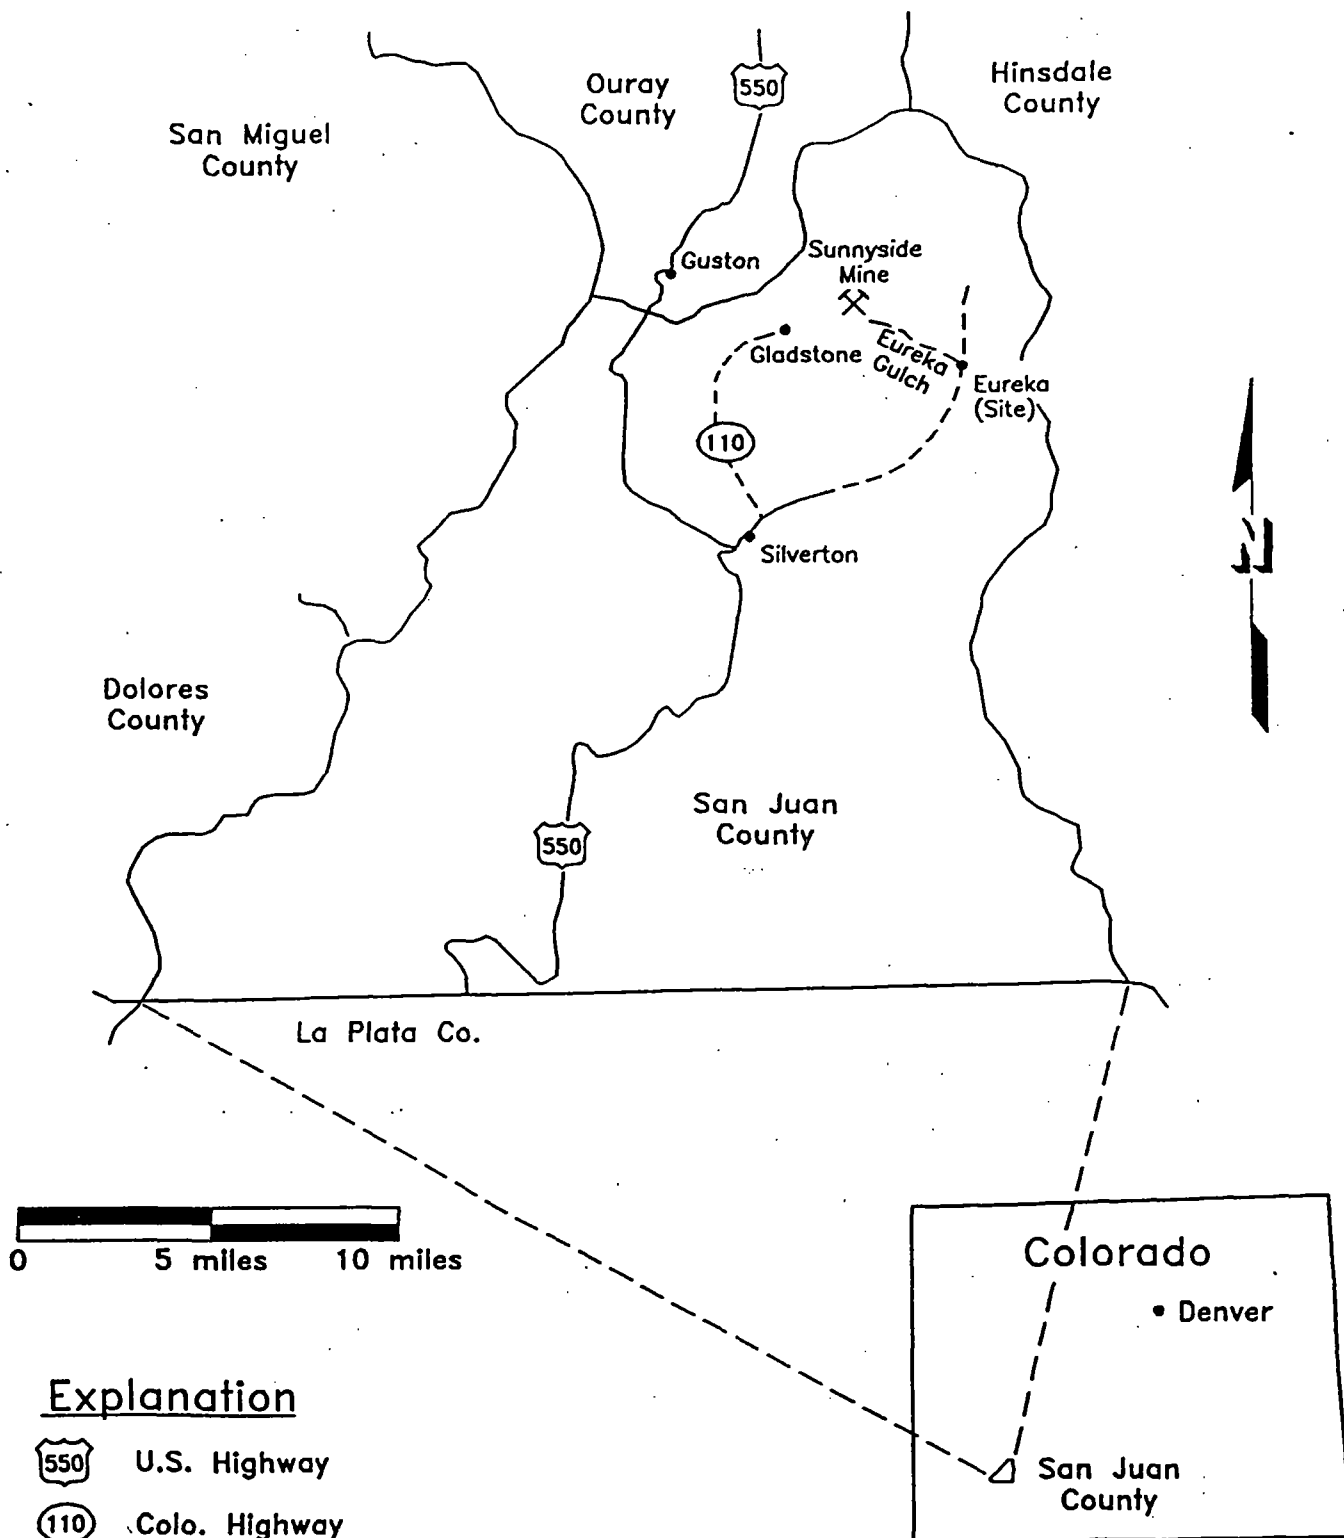 Ouray
County
550
Hinsdale
County
San Miguel
County
Guston
Sunnyside
Mine
Gladstone
Eureka
Gulch
Eureka
(Site)
110
Silverton
N
Dolores
County
San Juan
County
550
La Plata Co.
0 5 miles 10 miles
Colorado
Denver
San Juan
County
Explanation
550 U.S. Highway
110 Colo. Highway